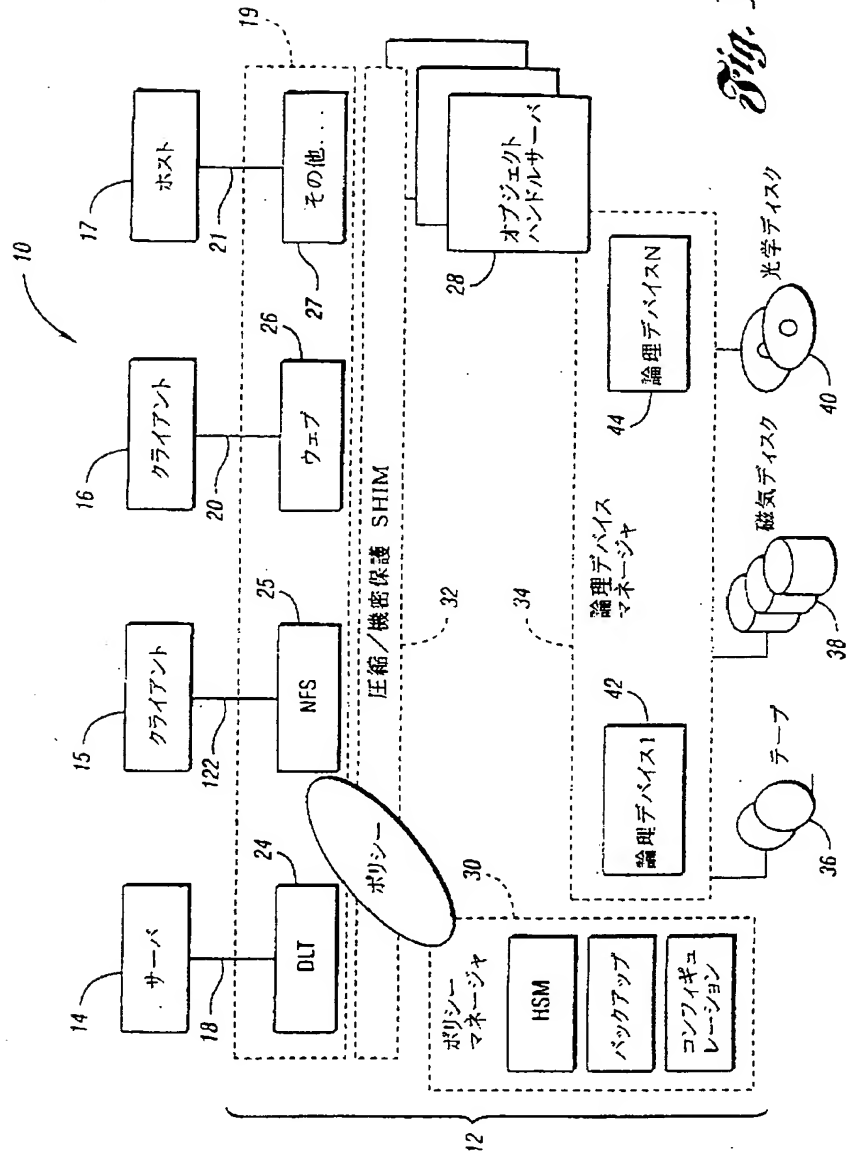 10
14
サーバ
18
15
クライアント
122
16
クライアント
20
17
ホスト
21
19
DLT
24
NFS
25
ウェブ
26
その他....
27
圧縮／機密保護 SHIM
32
ポリシー
12
30
ポリシー
マネージャ
HSM
バックアップ
コンフィギュ
レーション
34
論理デバイス
マネージャ
42
論理デバイス1
44
論理デバイスN
オブジェクト
ハンドルサーバ
28
テープ
36
磁気ディスク
38
光学ディスク
40
Fig.